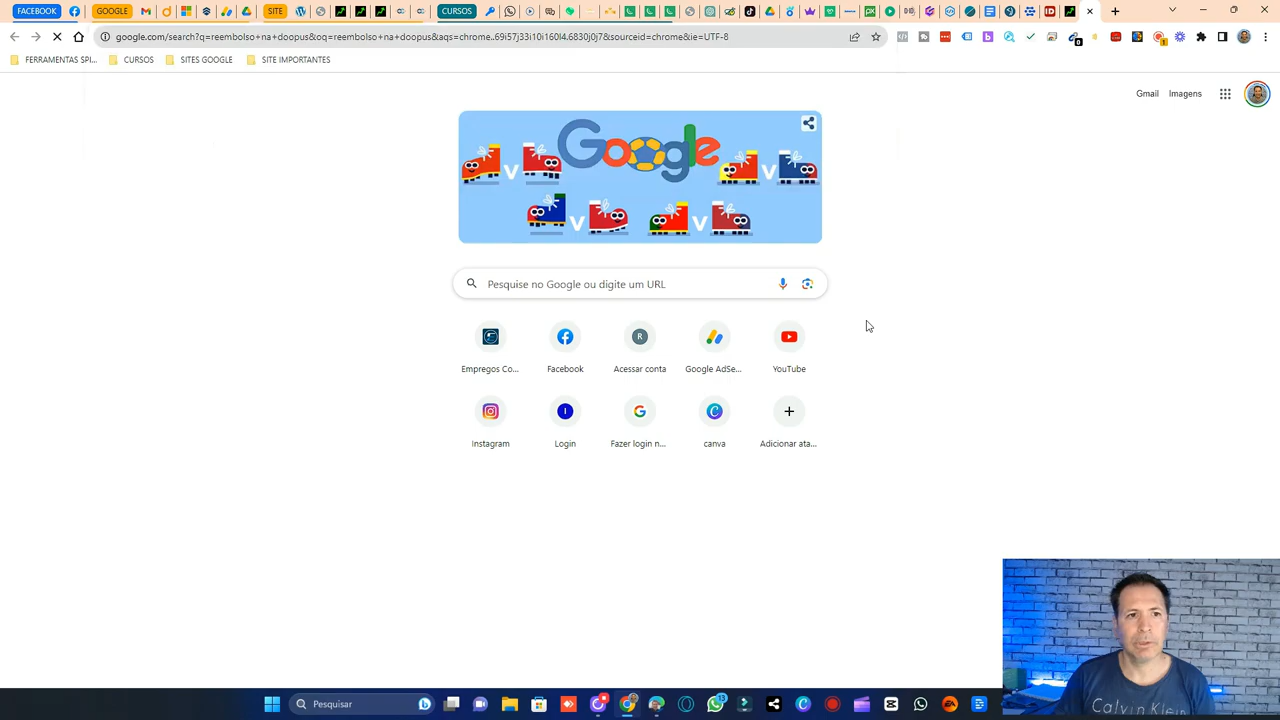 FACEBOOK
GOOGLE
SITE
CURSOS
google.com/search?q=reembolso+na+doopus&oq=reembolso+na+doopus&aqs=chrome..69i57j33i10i160l4.6830j0j7&sourceid=chrome&ie=UTF-8
FERRAMENTAS SPI...
CURSOS
SITES GOOGLE
SITE IMPORTANTES
Gmail
Imagens
Google
V V
V V
Pesquise no Google ou digite um URL
R
Empregos Co...
Facebook
Acessar conta
Google AdSe...
YouTube
I
Instagram
Login
Fazer login n...
canva
Adicionar ata...
Calvin Klein
Pesquisar
13